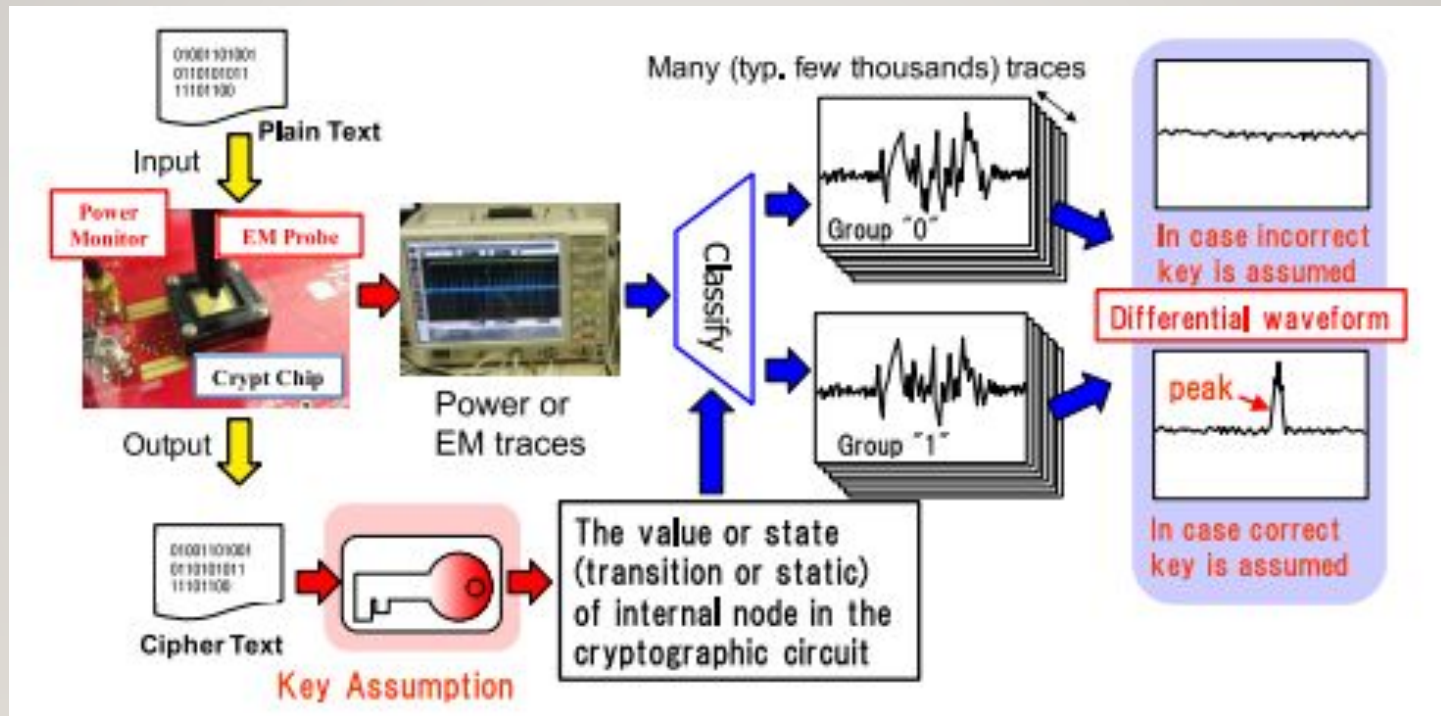 01001101001
0110101011
11101100
Plain Text
Input
Power
Monitor
EM Probe
Crypt Chip
Output
01001101001
0110101011
11101100
Cipher Text
Key Assumption
Power or
EM traces
The value or state
(transition or static)
of internal node in the
cryptographic circuit
Classify
Many (typ. few thousands) traces
Group "0"
Group "1"
In case incorrect
key is assumed
Differential waveform
peak
In case correct
key is assumed